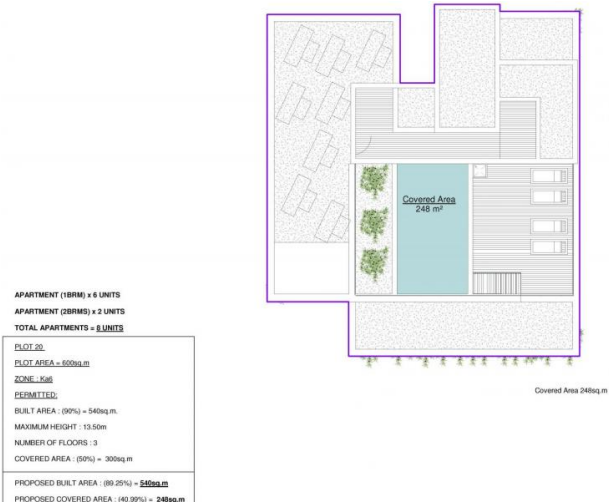 Covered Area
248 m²
Covered Area 248sq.m
APARTMENT (1BRM) x 6 UNITS
APARTMENT (2BRMS) x 2 UNITS
TOTAL APARTMENTS = 8 UNITS
PLOT 20
PLOT AREA = 600sq.m
ZONE : Ka6
PERMITTED:
BUILT AREA : (90%) = 540sq.m.
MAXIMUM HEIGHT : 13.50m
NUMBER OF FLOORS : 3
COVERED AREA : (50%) = 300sq.m
PROPOSED BUILT AREA : (89.25%) = 540sq.m
PROPOSED COVERED AREA : (40.99%) = 248sq.m